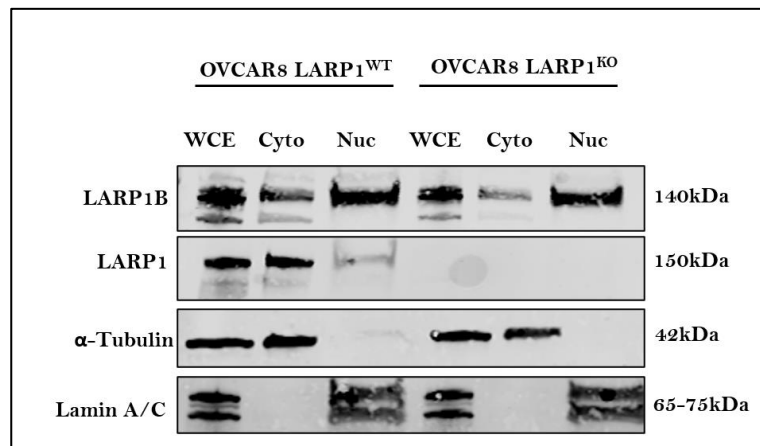 OVCAR8 LARP1WT OVCAR8 LARP1KO
WCE Cyto Nuc WCE Cyto Nuc
LARP1B 140kDa
LARP1 150kDa
α-Tubulin 42kDa
Lamin A/C 65-75kDa